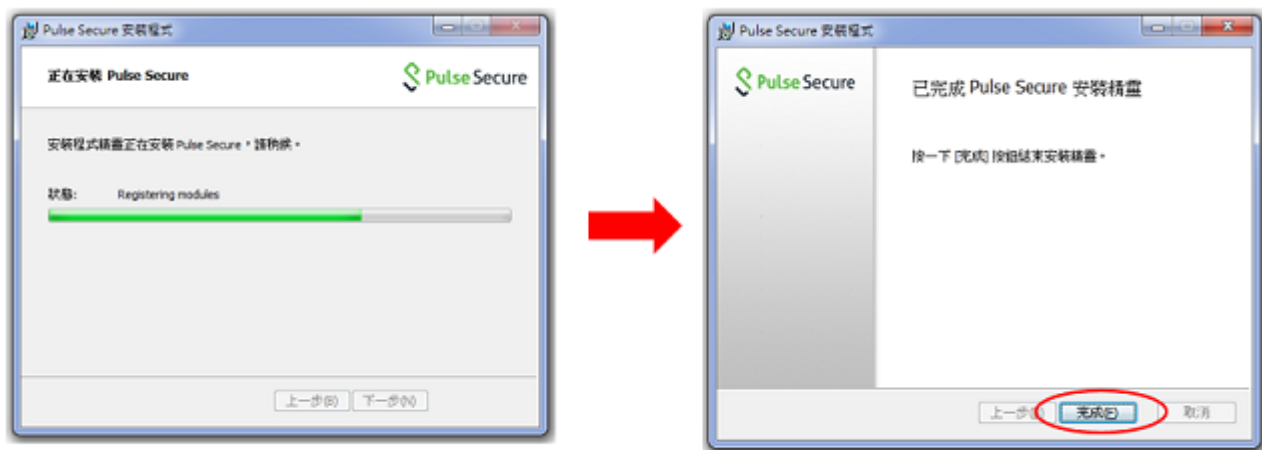 Pulse Secure 安裝程式
正在安裝 Pulse Secure
Pulse Secure
安裝程式精靈正在安裝 Pulse Secure，請稍候。
狀態: Registering modules
上一步(B) 下一步(N)
Pulse Secure 安裝程式
Pulse Secure
已完成 Pulse Secure 安裝精靈
按一下 [完成] 按鈕結束安裝精靈。
上一步(B) 完成(F) 取消